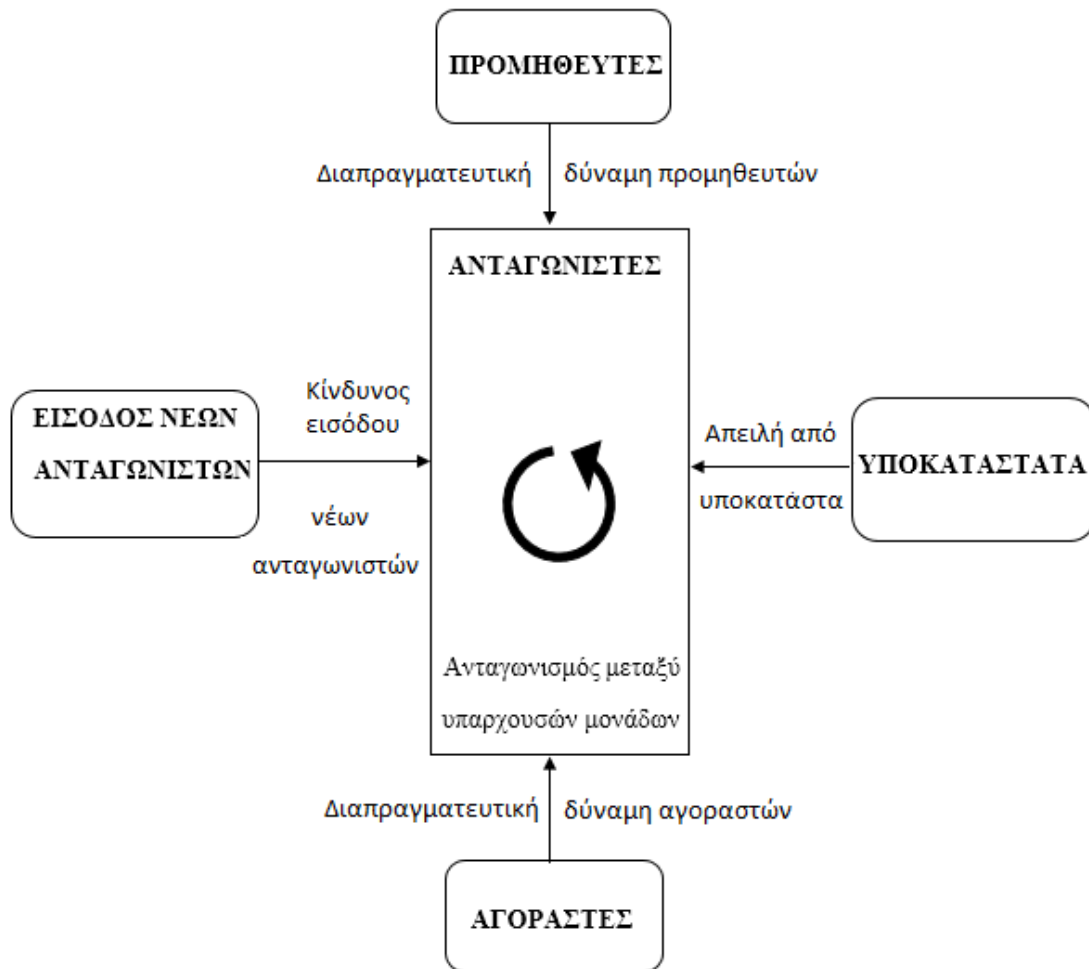 ΠΡΟΜΗΘΕΥΤΕΣ
Διαπραγματευτική δύναμη προμηθευτών
ΑΝΤΑΓΩΝΙΣΤΕΣ
ΕΙΣΟΔΟΣ ΝΕΩΝ
ΑΝΤΑΓΩΝΙΣΤΩΝ
Κίνδυνος
εισόδου
νέων
ανταγωνιστών
Απειλή από
υποκατάστα
ΥΠΟΚΑΤΑΣΤΑΤΑ
Ανταγωνισμός μεταξύ
υπαρχουσών μονάδων
Διαπραγματευτική δύναμη αγοραστών
ΑΓΟΡΑΣΤΕΣ